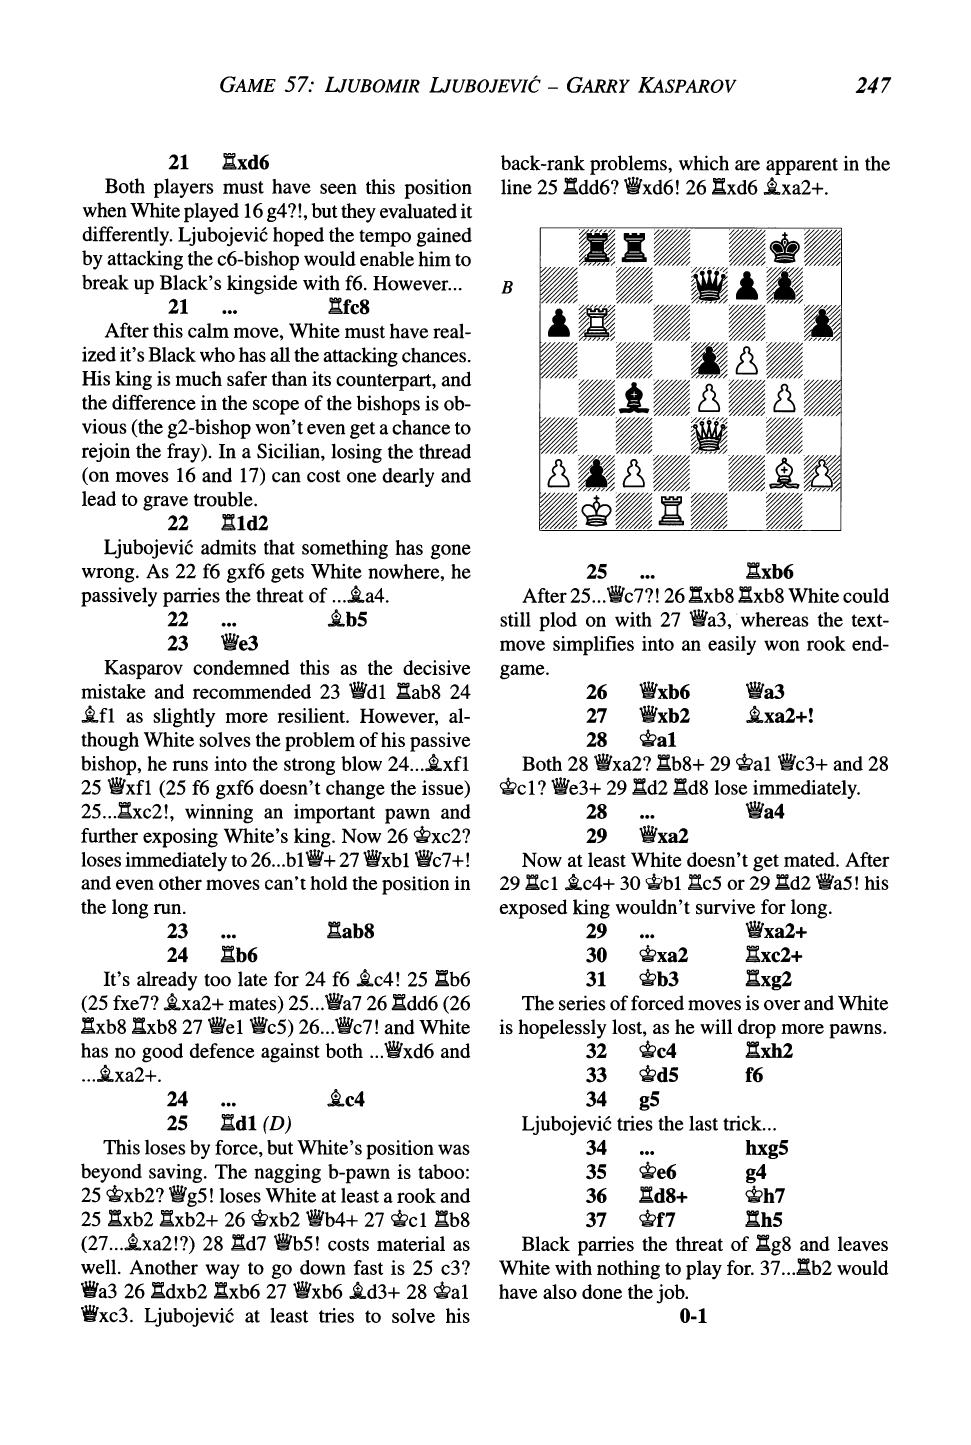 GAME 57: LJUBOMIR LJUBOJEVIĆ – GARRY KASPAROV 247
21 ♖xd6
Both players must have seen this position
when White played 16 g4?!, but they evaluated it
differently. Ljubojević hoped the tempo gained
by attacking the c6-bishop would enable him to
break up Black's kingside with f6. However...
21 ... ♖fc8
After this calm move, White must have real-
ized it's Black who has all the attacking chances.
His king is much safer than its counterpart, and
the difference in the scope of the bishops is ob-
vious (the g2-bishop won't even get a chance to
rejoin the fray). In a Sicilian, losing the thread
(on moves 16 and 17) can cost one dearly and
lead to grave trouble.
22 ♖1d2
Ljubojević admits that something has gone
wrong. As 22 f6 gxf6 gets White nowhere, he
passively parries the threat of ...♗a4.
22 ... ♗b5
23 ♕e3
Kasparov condemned this as the decisive
mistake and recommended 23 ♕d1 ♖ab8 24
♗f1 as slightly more resilient. However, al-
though White solves the problem of his passive
bishop, he runs into the strong blow 24...♗xf1
25 ♕xf1 (25 f6 gxf6 doesn't change the issue)
25...♖xc2!, winning an important pawn and
further exposing White's king. Now 26 ♔xc2?
loses immediately to 26...b1♕+ 27 ♕xb1 ♕c7+!
and even other moves can't hold the position in
the long run.
23 ... ♖ab8
24 ♖b6
It's already too late for 24 f6 ♗c4! 25 ♖b6
(25 fxe7? ♗xa2+ mates) 25...♕a7 26 ♖dd6 (26
♖xb8 ♖xb8 27 ♕e1 ♕c5) 26...♕c7! and White
has no good defence against both ...♕xd6 and
...♗xa2+.
24 ... ♗c4
25 ♖d1 (D)
This loses by force, but White's position was
beyond saving. The nagging b-pawn is taboo:
25 ♔xb2? ♕g5! loses White at least a rook and
25 ♖xb2 ♖xb2+ 26 ♔xb2 ♕b4+ 27 ♔c1 ♖b8
(27...♗xa2!?) 28 ♖d7 ♕b5! costs material as
well. Another way to go down fast is 25 c3?
♕a3 26 ♖dxb2 ♖xb6 27 ♕xb6 ♗d3+ 28 ♔a1
♕xc3. Ljubojević at least tries to solve his
back-rank problems, which are apparent in the
line 25 ♖dd6? ♕xd6! 26 ♖xd6 ♗xa2+.
B
25 ... ♖xb6
After 25...♕c7?! 26 ♖xb8 ♖xb8 White could
still plod on with 27 ♕a3, whereas the text-
move simplifies into an easily won rook end-
game.
26 ♕xb6 ♕a3
27 ♕xb2 ♗xa2+!
28 ♔a1
Both 28 ♕xa2? ♖b8+ 29 ♔a1 ♕c3+ and 28
♔c1? ♕e3+ 29 ♖d2 ♖d8 lose immediately.
28 ... ♕a4
29 ♕xa2
Now at least White doesn't get mated. After
29 ♖c1 ♗c4+ 30 ♔b1 ♖c5 or 29 ♖d2 ♕a5! his
exposed king wouldn't survive for long.
29 ... ♕xa2+
30 ♔xa2 ♖xc2+
31 ♔b3 ♖xg2
The series of forced moves is over and White
is hopelessly lost, as he will drop more pawns.
32 ♔c4 ♖xh2
33 ♔d5 f6
34 g5
Ljubojević tries the last trick...
34 ... hxg5
35 ♔e6 g4
36 ♖d8+ ♔h7
37 ♔f7 ♖h5
Black parries the threat of ♖g8 and leaves
White with nothing to play for. 37...♖b2 would
have also done the job.
0-1